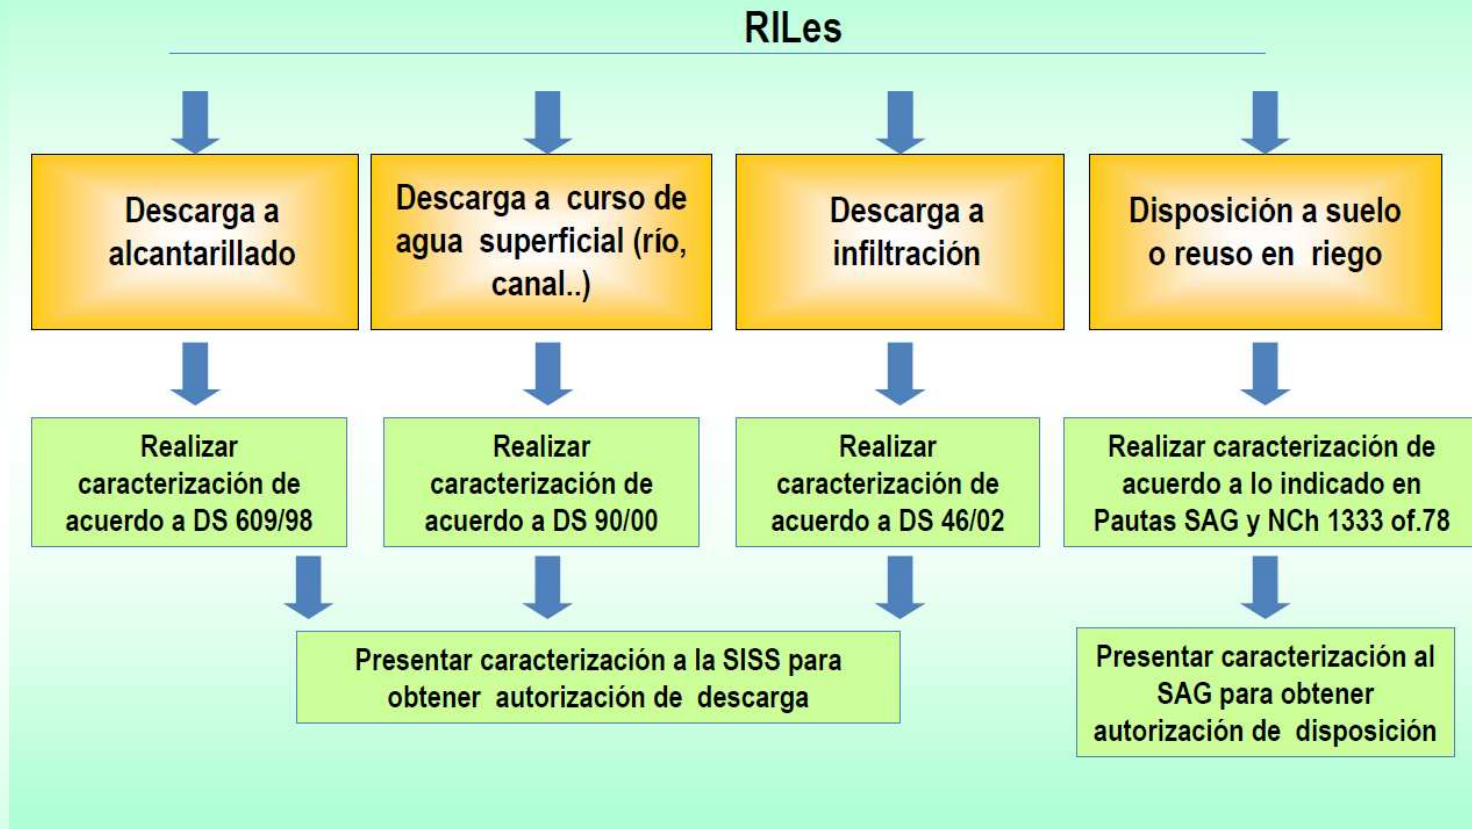 RILes
Descarga a
alcantarillado
Descarga a curso de
agua superficial (río,
canal..)
Descarga a
infiltración
Disposición a suelo
o reuso en riego
Realizar
caracterización de
acuerdo a DS 609/98
Realizar
caracterización de
acuerdo a DS 90/00
Realizar
caracterización de
acuerdo a DS 46/02
Realizar caracterización de
acuerdo a lo indicado en
Pautas SAG y NCh 1333 of.78
Presentar caracterización a la SISS para
obtener autorización de descarga
Presentar caracterización al
SAG para obtener
autorización de disposición